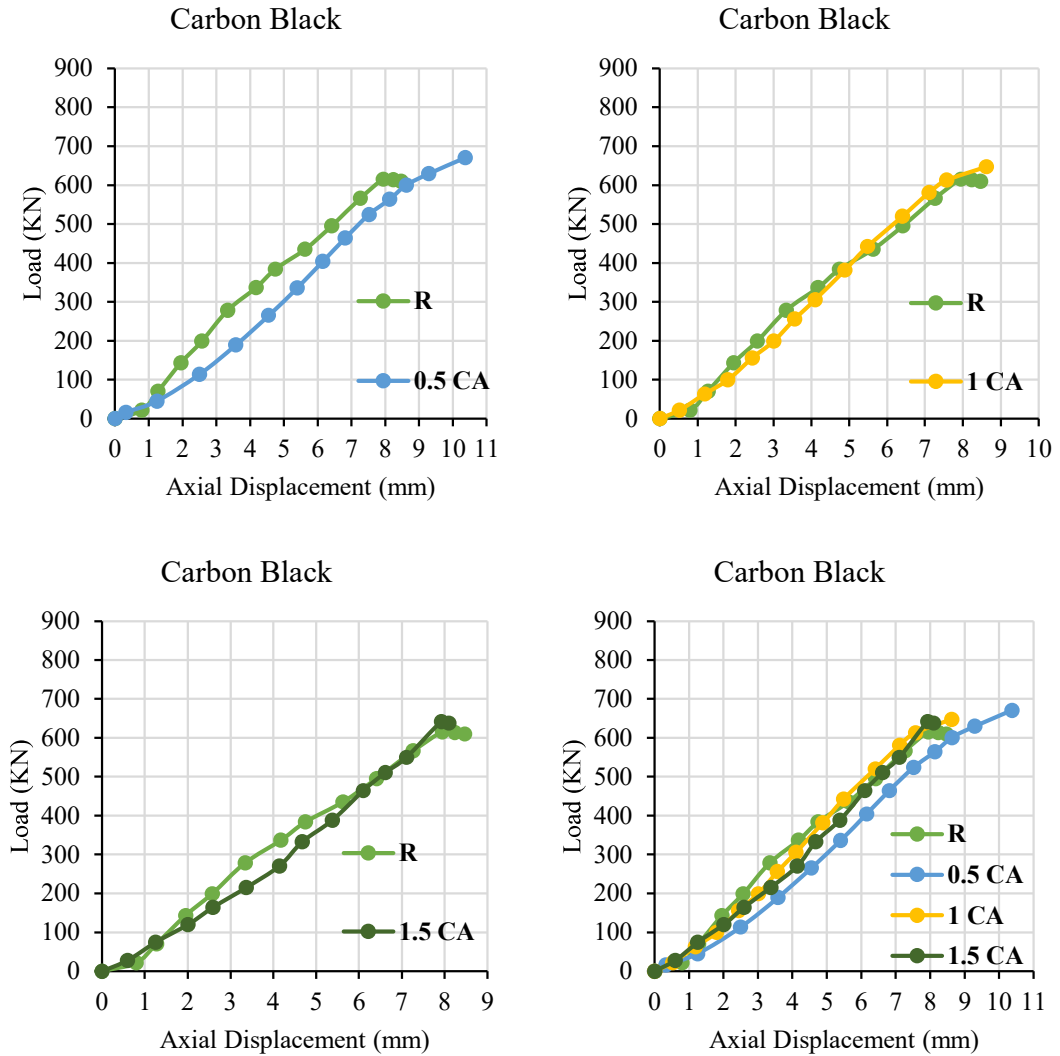 Carbon Black
900
800
700
600
500
400
300
200
100
0
Load (KN)
R
0.5 CA
0 1 2 3 4 5 6 7 8 9 10 11
Axial Displacement (mm)
Carbon Black
900
800
700
600
500
400
300
200
100
0
Load (KN)
R
1 CA
0 1 2 3 4 5 6 7 8 9 10
Axial Displacement (mm)
Carbon Black
900
800
700
600
500
400
300
200
100
0
Load (KN)
R
1.5 CA
0 1 2 3 4 5 6 7 8 9
Axial Displacement (mm)
Carbon Black
900
800
700
600
500
400
300
200
100
0
Load (KN)
R
0.5 CA
1 CA
1.5 CA
0 1 2 3 4 5 6 7 8 9 10 11
Axial Displacement (mm)